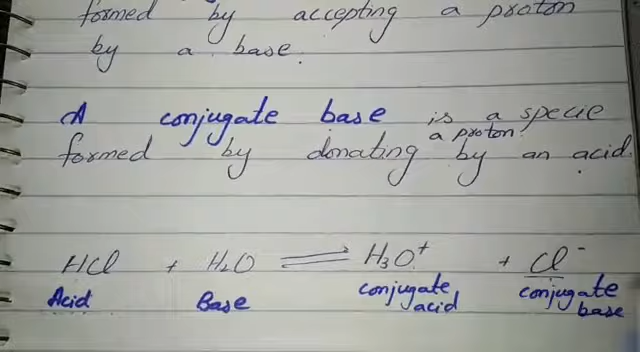 formed by accepting a proton
by a base.
A conjugate base is a specie
a proton
formed by donating by an acid.
HCl + H₂O ⇌ H₃O⁺ + Cl⁻
Acid Base conjugate acid conjugate base